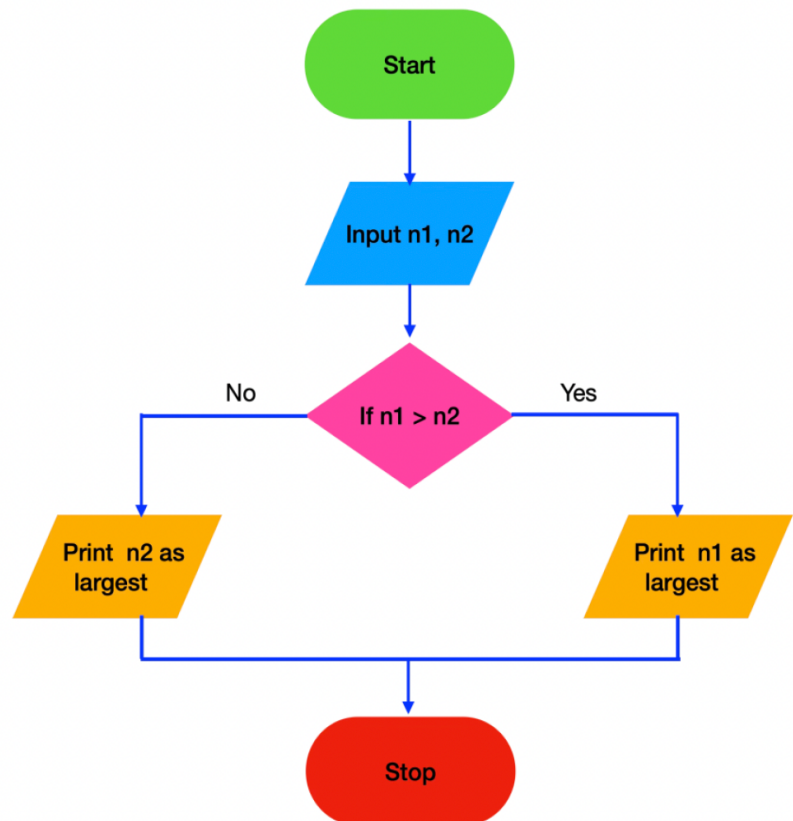 Start
Input n1, n2
No
Yes
If n1 > n2
Print n2 as
largest
Print n1 as
largest
Stop